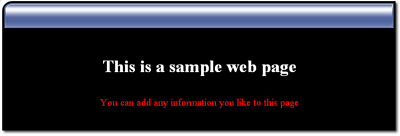 This is a sample web page
You can add any information you like to this page